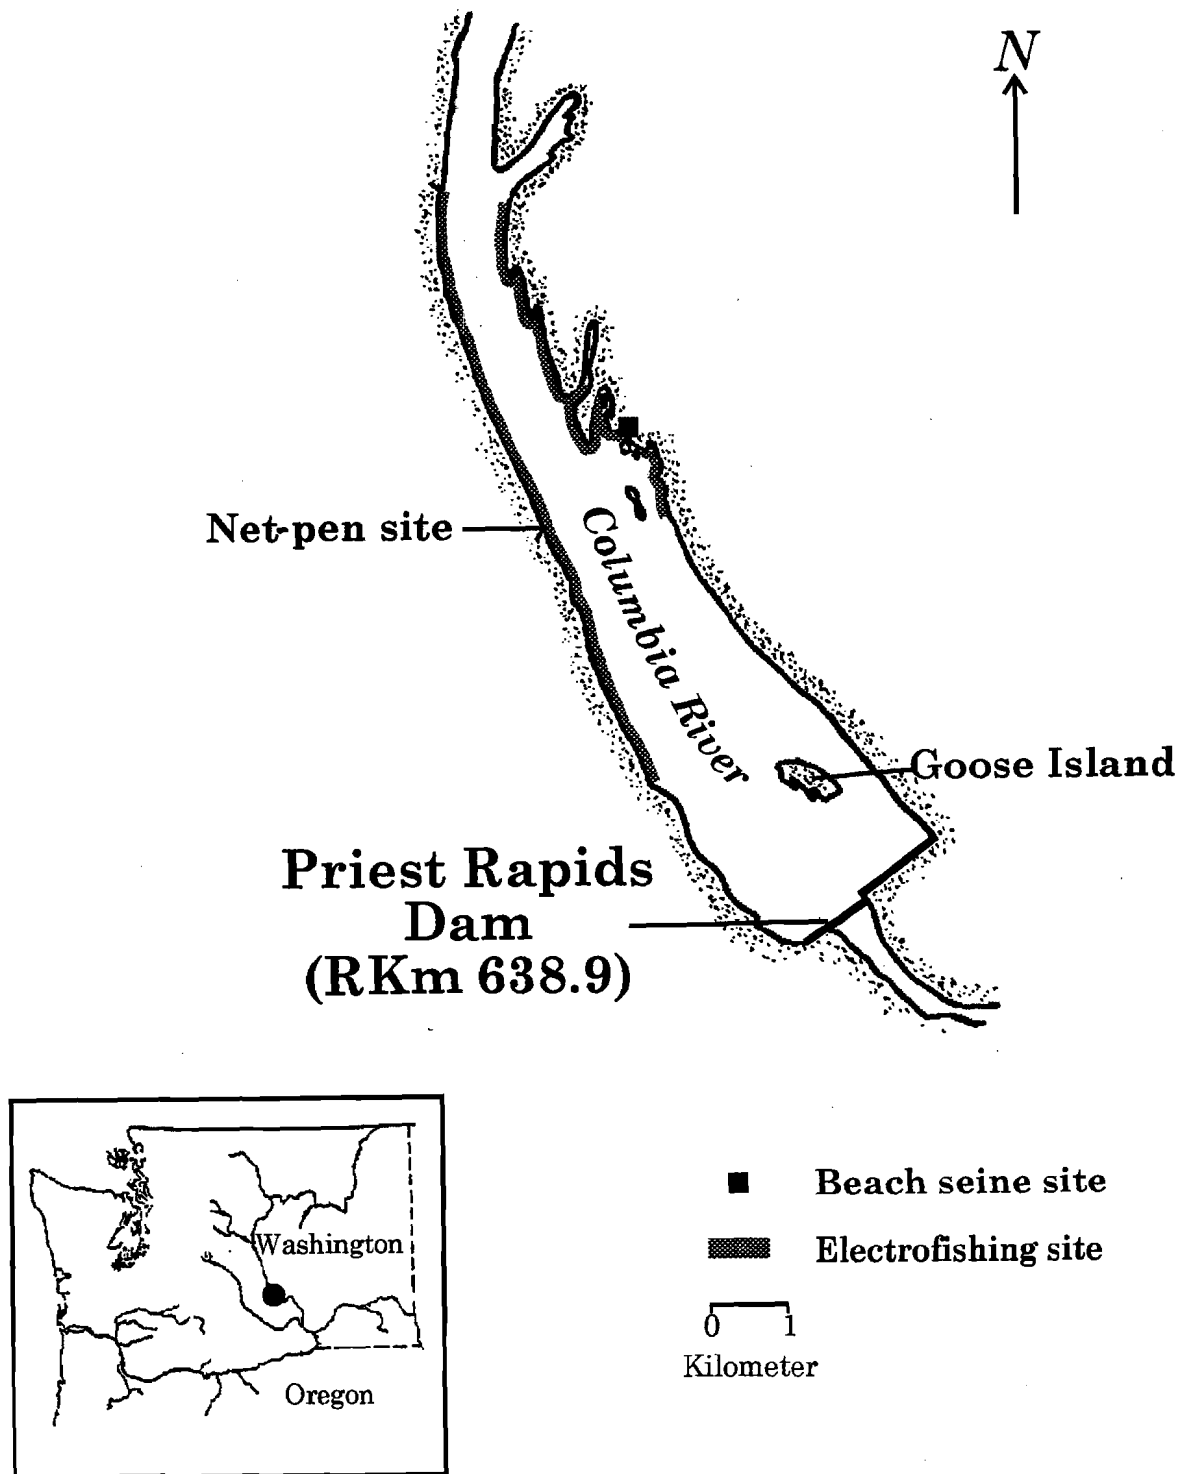 N
Net-pen site
Columbia River
Goose Island
Priest Rapids
Dam
(RKm 638.9)
Washington
Oregon
Beach seine site
Electrofishing site
0 1
Kilometer